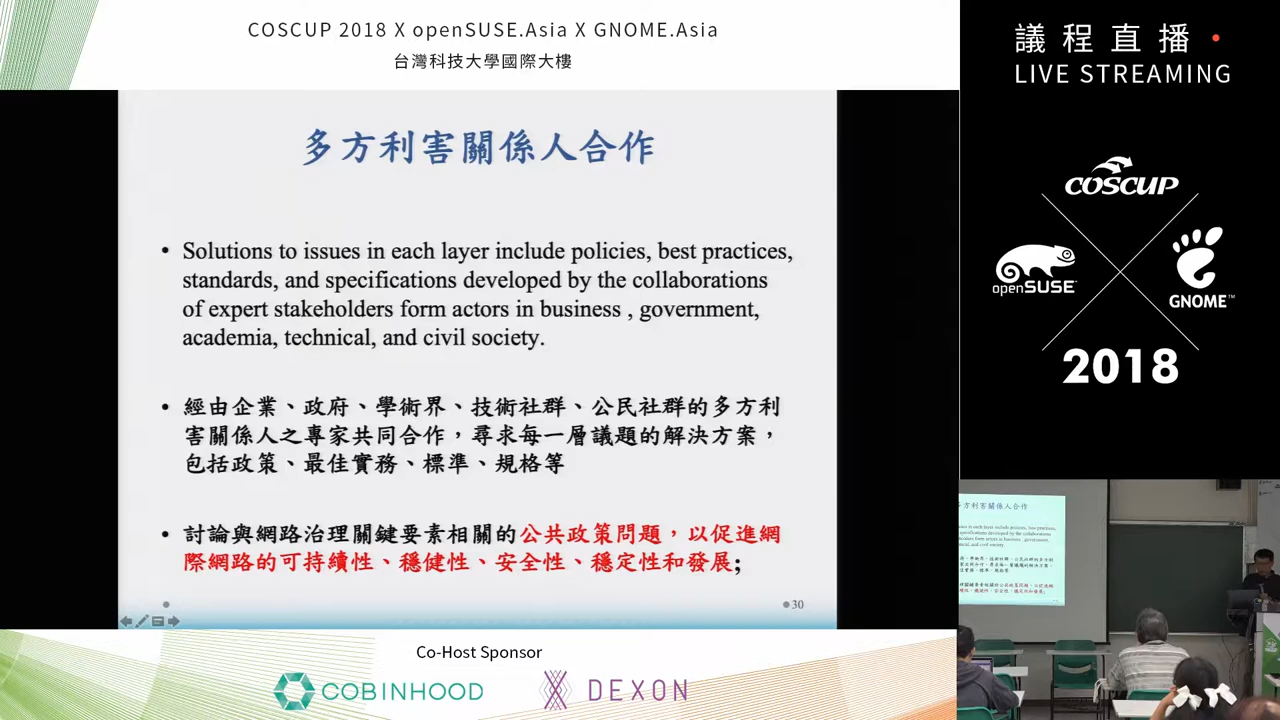 COSCUP 2018 X openSUSE.Asia X GNOME.Asia
台灣科技大學國際大樓
議程直播
LIVE STREAMING
COSCUP
openSUSE
GNOME™
2018
多方利害關係人合作
• Solutions to issues in each layer include policies, best practices,
standards, and specifications developed by the collaborations
of expert stakeholders form actors in business , government,
academia, technical, and civil society.
• 經由企業、政府、學術界、技術社群、公民社群的多方利
害關係人之專家共同合作，尋求每一層議題的解決方案，
包括政策、最佳實務、標準、規格等
• 討論與網路治理關鍵要素相關的公共政策問題，以促進網
際網路的可持續性、穩健性、安全性、穩定性和發展;
30
Co-Host Sponsor
COBINHOOD
DEXON